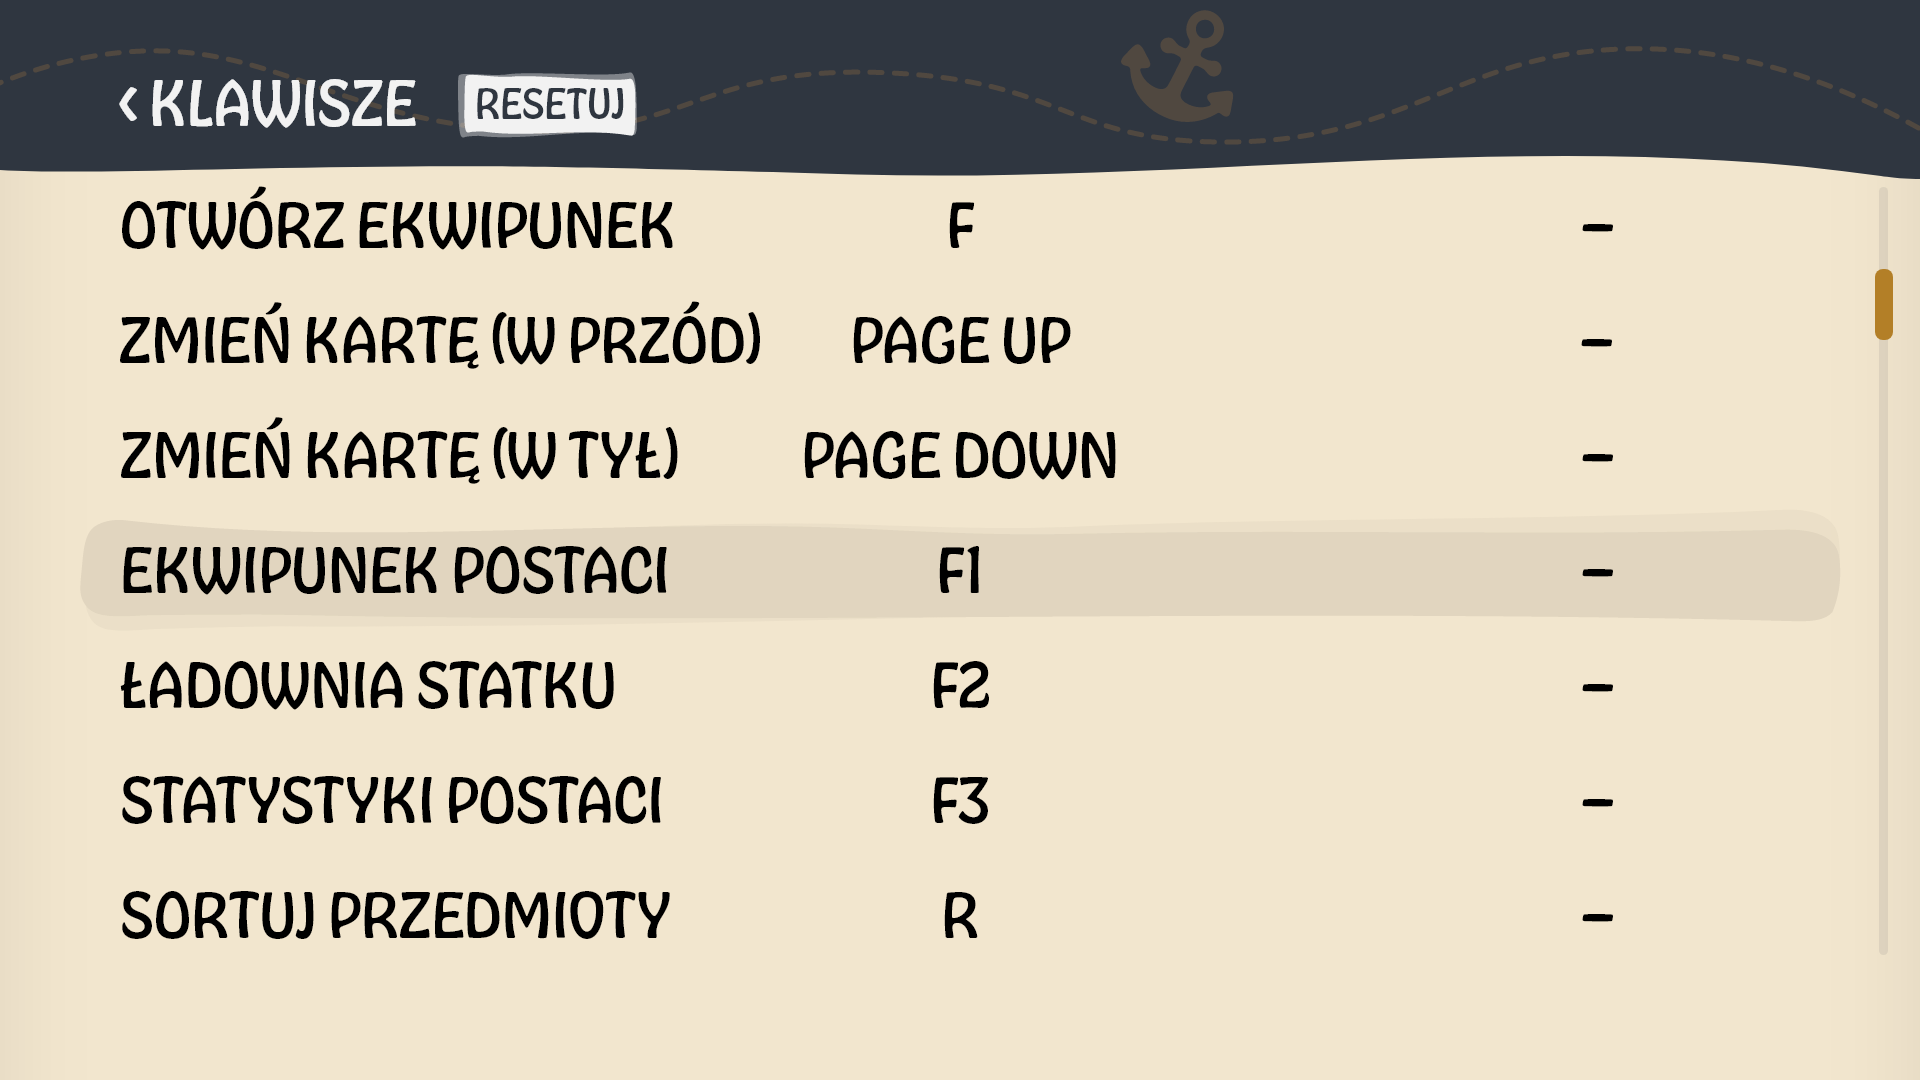 ‹ KLAWISZE RESETUJ
OTWÓRZ EKWIPUNEK F –
ZMIEŃ KARTĘ (W PRZÓD) PAGE UP –
ZMIEŃ KARTĘ (W TYŁ) PAGE DOWN –
EKWIPUNEK POSTACI F1 –
ŁADOWNIA STATKU F2 –
STATYSTYKI POSTACI F3 –
SORTUJ PRZEDMIOTY R –